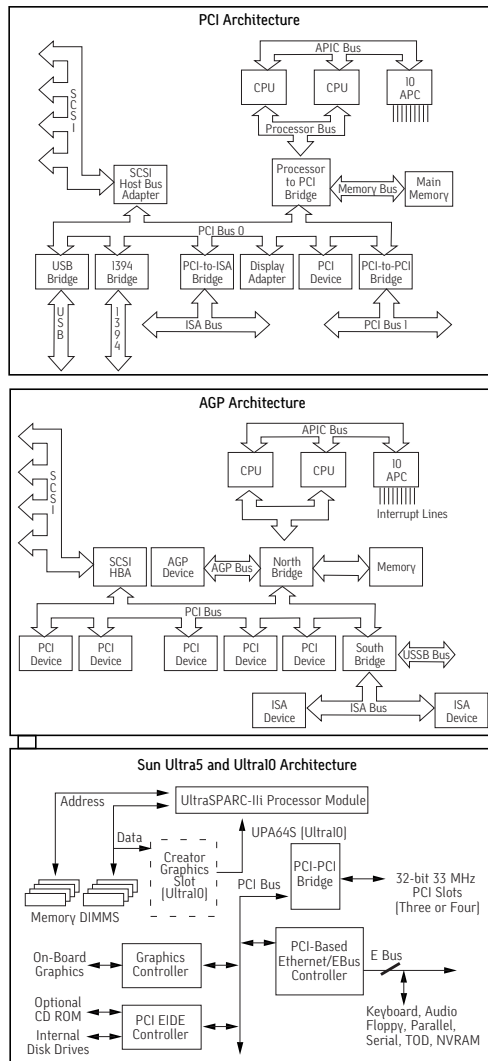 PCI Architecture
APIC Bus
CPU
CPU
IO
APC
Processor Bus
SCSI
SCSI
Host Bus
Adapter
Processor
to PCI
Bridge
Memory Bus
Main
Memory
PCI Bus 0
USB
Bridge
1394
Bridge
PCI-to-ISA
Bridge
Display
Adapter
PCI
Device
PCI-to-PCI
Bridge
USB
1394
ISA Bus
PCI Bus 1
AGP Architecture
APIC Bus
CPU
CPU
IO
APC
SCSI
Interrupt Lines
SCSI
HBA
AGP
Device
AGP Bus
North
Bridge
Memory
PCI Bus
PCI
Device
PCI
Device
PCI
Device
PCI
Device
PCI
Device
South
Bridge
USSB Bus
ISA
Device
ISA Bus
ISA
Device
Sun Ultra5 and Ultra10 Architecture
Address
UltraSPARC-IIi Processor Module
Data
UPA64S (Ultra10)
Creator
Graphics
Slot
(Ultra10)
Memory DIMMS
PCI Bus
PCI-PCI
Bridge
32-bit 33 MHz
PCI Slots
(Three or Four)
On-Board
Graphics
Graphics
Controller
PCI-Based
Ethernet/EBus
Controller
E Bus
Optional
CD ROM
Internal
Disk Drives
PCI EIDE
Controller
Keyboard, Audio
Floppy, Parallel,
Serial, TOD, NVRAM